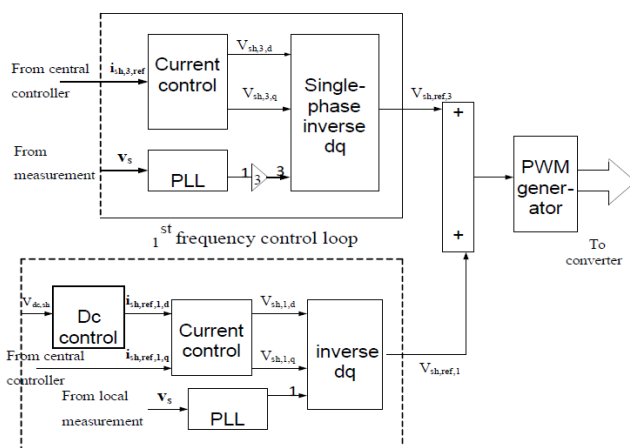 From central
controller
i_sh,3,ref
Current
control
V_sh,3,d
V_sh,3,q
Single-
phase
inverse
dq
V_sh,ref,3
From
measurement
v_s
PLL
1
3
3
+
+
PWM
gener-
ator
To
converter
1^st frequency control loop
V_dc,sh
Dc
control
i_sh,ref,1,d
From central
controller
i_sh,ref,1,q
Current
control
V_sh,1,d
V_sh,1,q
inverse
dq
V_sh,ref,1
From local
measurement
v_s
PLL
1